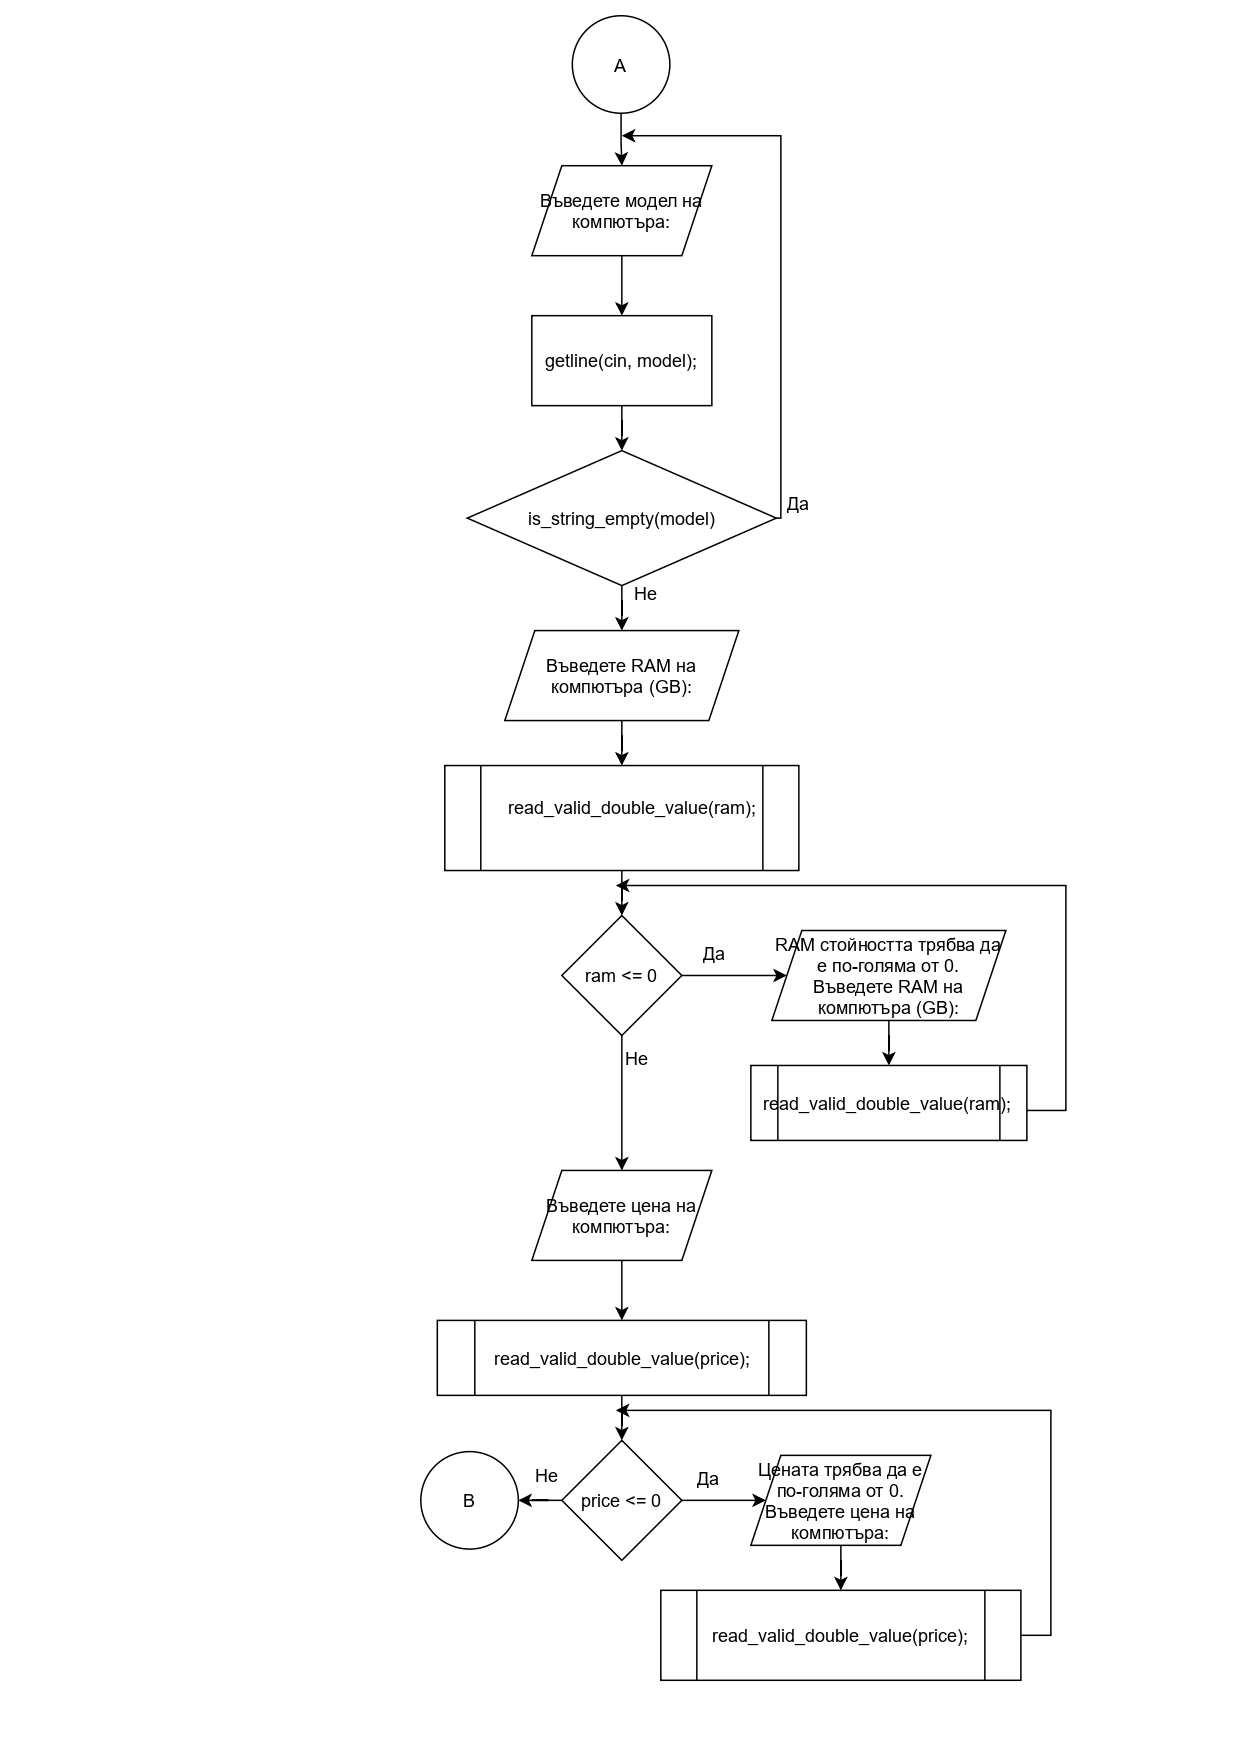 A
Въведете модел на
компютъра:
getline(cin, model);
is_string_empty(model)
Да
Не
Въведете RAM на
компютъра (GB):
read_valid_double_value(ram);
ram <= 0
Да
RAM стойността трябва да
е по-голяма от 0.
Въведете RAM на
компютъра (GB):
Не
read_valid_double_value(ram);
Въведете цена на
компютъра:
read_valid_double_value(price);
B
Не
price <= 0
Да
Цената трябва да е
по-голяма от 0.
Въведете цена на
компютъра:
read_valid_double_value(price);